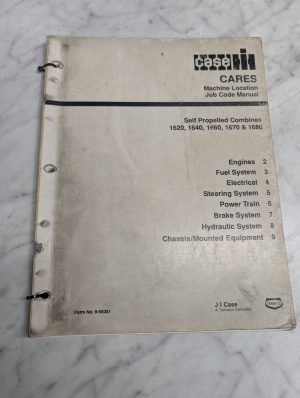 case IH
CARES
Machine Location
Job Code Manual
Self Propelled Combines
1620, 1640, 1660, 1670 & 1680
Engines 2
Fuel System 3
Electrical 4
Steering System 5
Power Train 6
Brake System 7
Hydraulic System 8
Chassis/Mounted Equipment 9
J I Case
A Tenneco Company